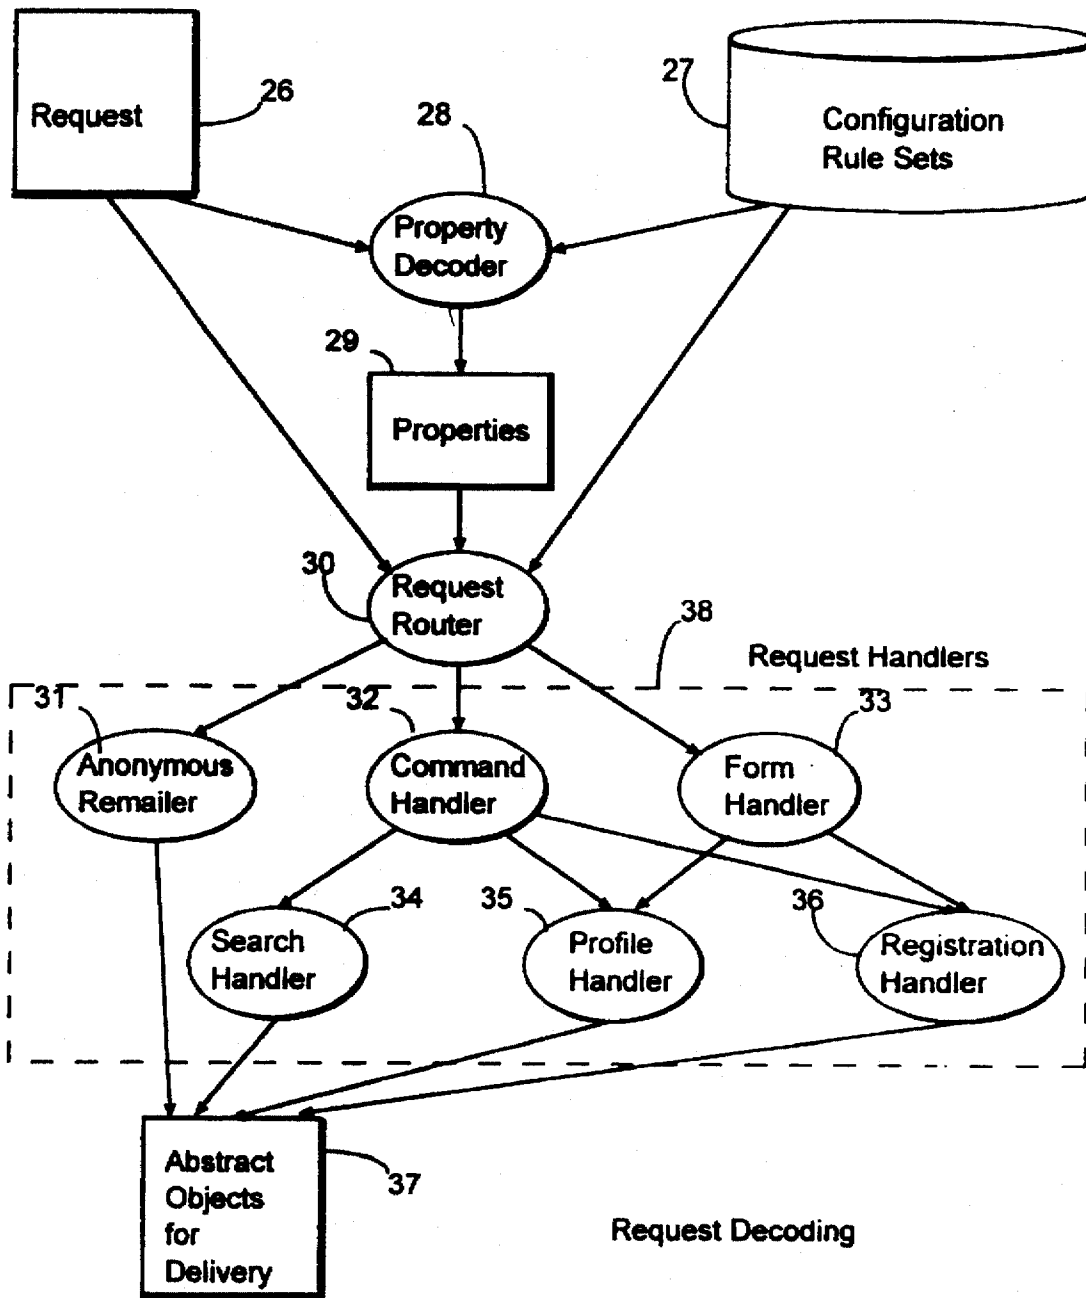 Request
26
27
Configuration
Rule Sets
28
Property
Decoder
29
Properties
30
Request
Router
38
Request Handlers
31
32
33
Anonymous
Remailer
Command
Handler
Form
Handler
34
35
36
Search
Handler
Profile
Handler
Registration
Handler
Abstract
Objects
for
Delivery
37
Request Decoding